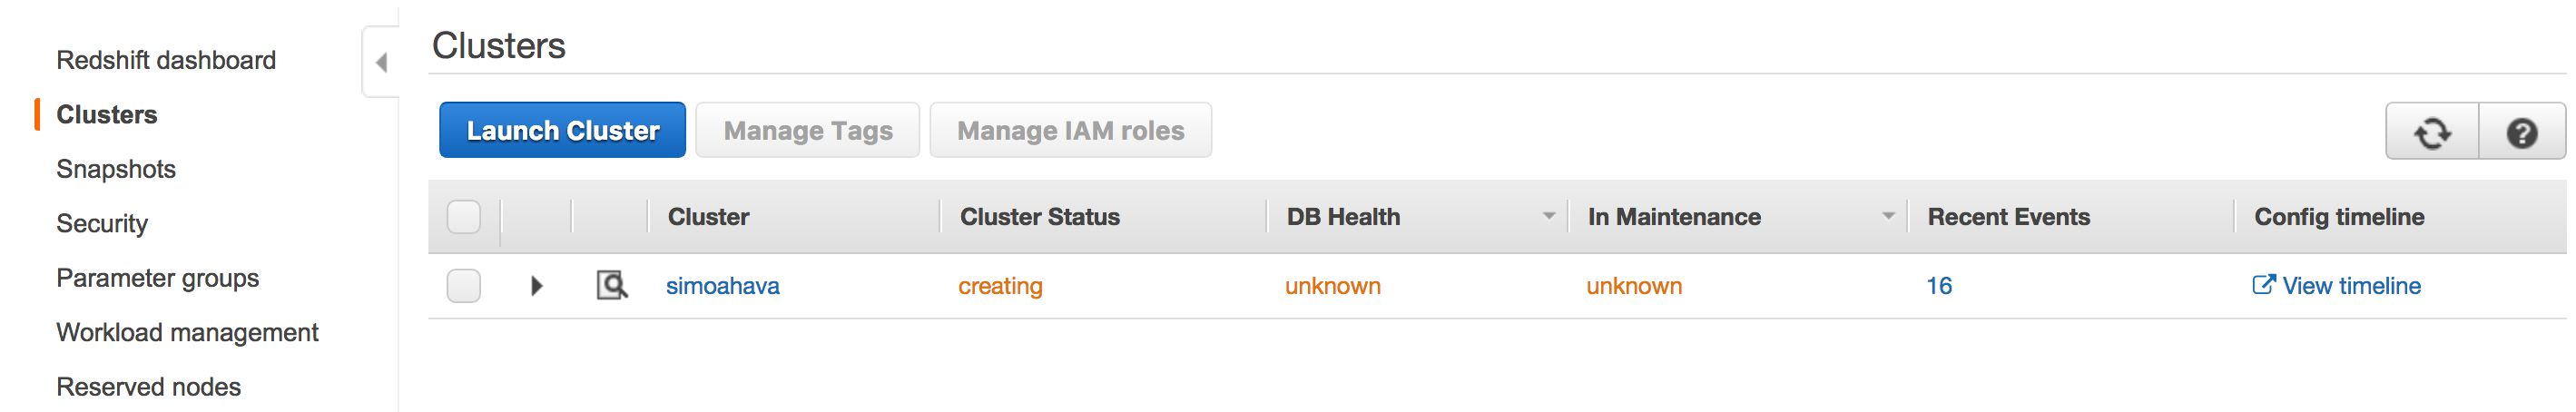 Redshift dashboard
Clusters
Snapshots
Security
Parameter groups
Workload management
Reserved nodes
Clusters
Launch Cluster Manage Tags Manage IAM roles
Cluster Cluster Status DB Health In Maintenance Recent Events Config timeline
simoahava creating unknown unknown 16 View timeline